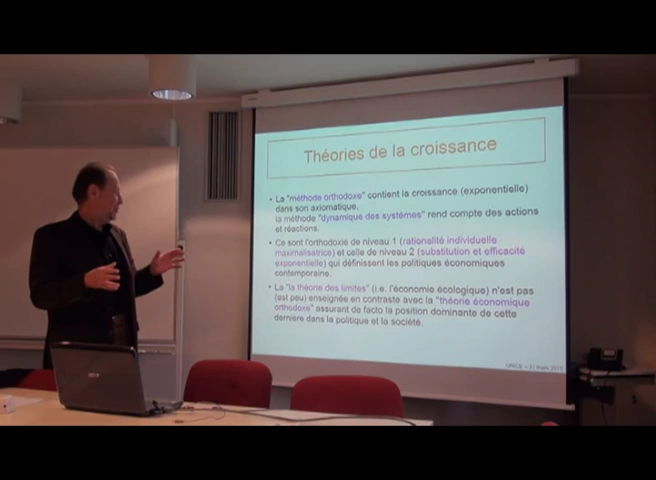 Théories de la croissance
• La "méthode orthodoxe" contient la croissance (exponentielle)
dans son axiomatique,
la méthode "dynamique des systèmes" rend compte des actions
et réactions.
• Ce sont l'orthodoxie de niveau 1 (rationalité individuelle
maximalisatrice) et celle de niveau 2 (substitution et efficacité
exponentielle) qui définissent les politiques économiques
contemporaine.
• La "la théorie des limites" (i.e. l'économie écologique) n'est pas
(est peu) enseignée en contraste avec la "théorie économique
orthodoxe" assurant de facto la position dominante de cette
dernière dans la politique et la société.
acer